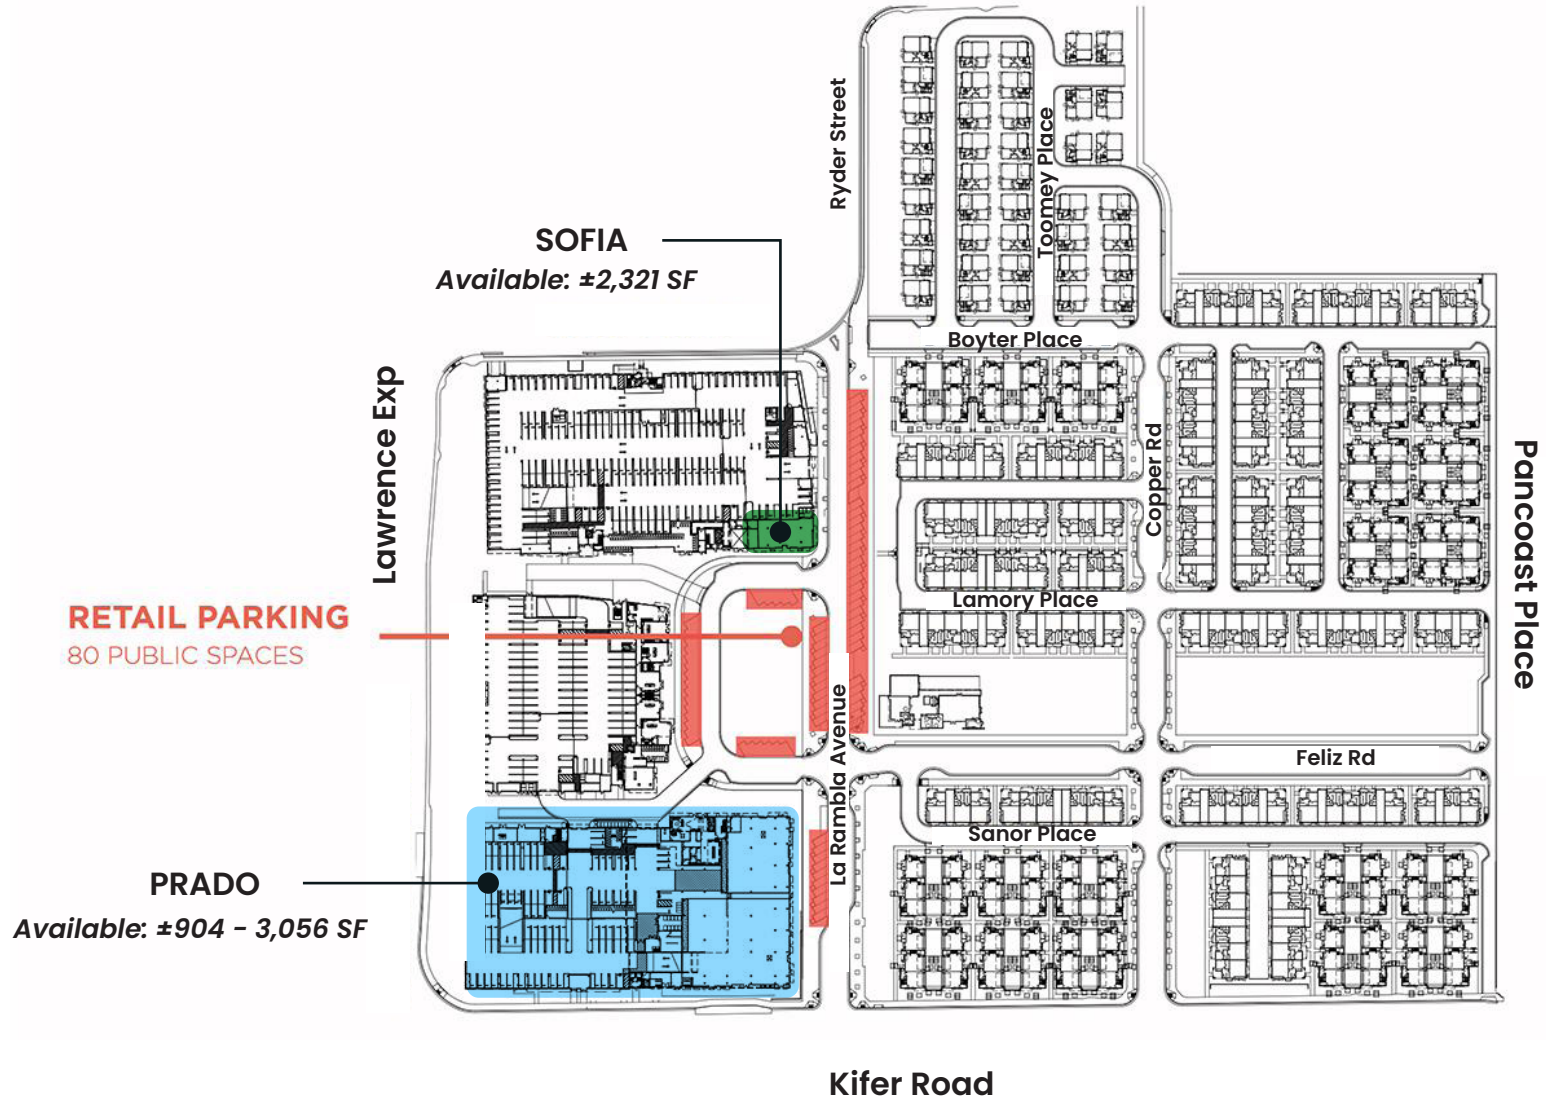 Ryder Street
Toomey Place
SOFIA
Available: ±2,321 SF
Boyter Place
Lawrence Exp
Copper Rd
Pancoast Place
RETAIL PARKING
80 PUBLIC SPACES
Lamory Place
La Rambla Avenue
Feliz Rd
Sanor Place
PRADO
Available: ±904 - 3,056 SF
Kifer Road